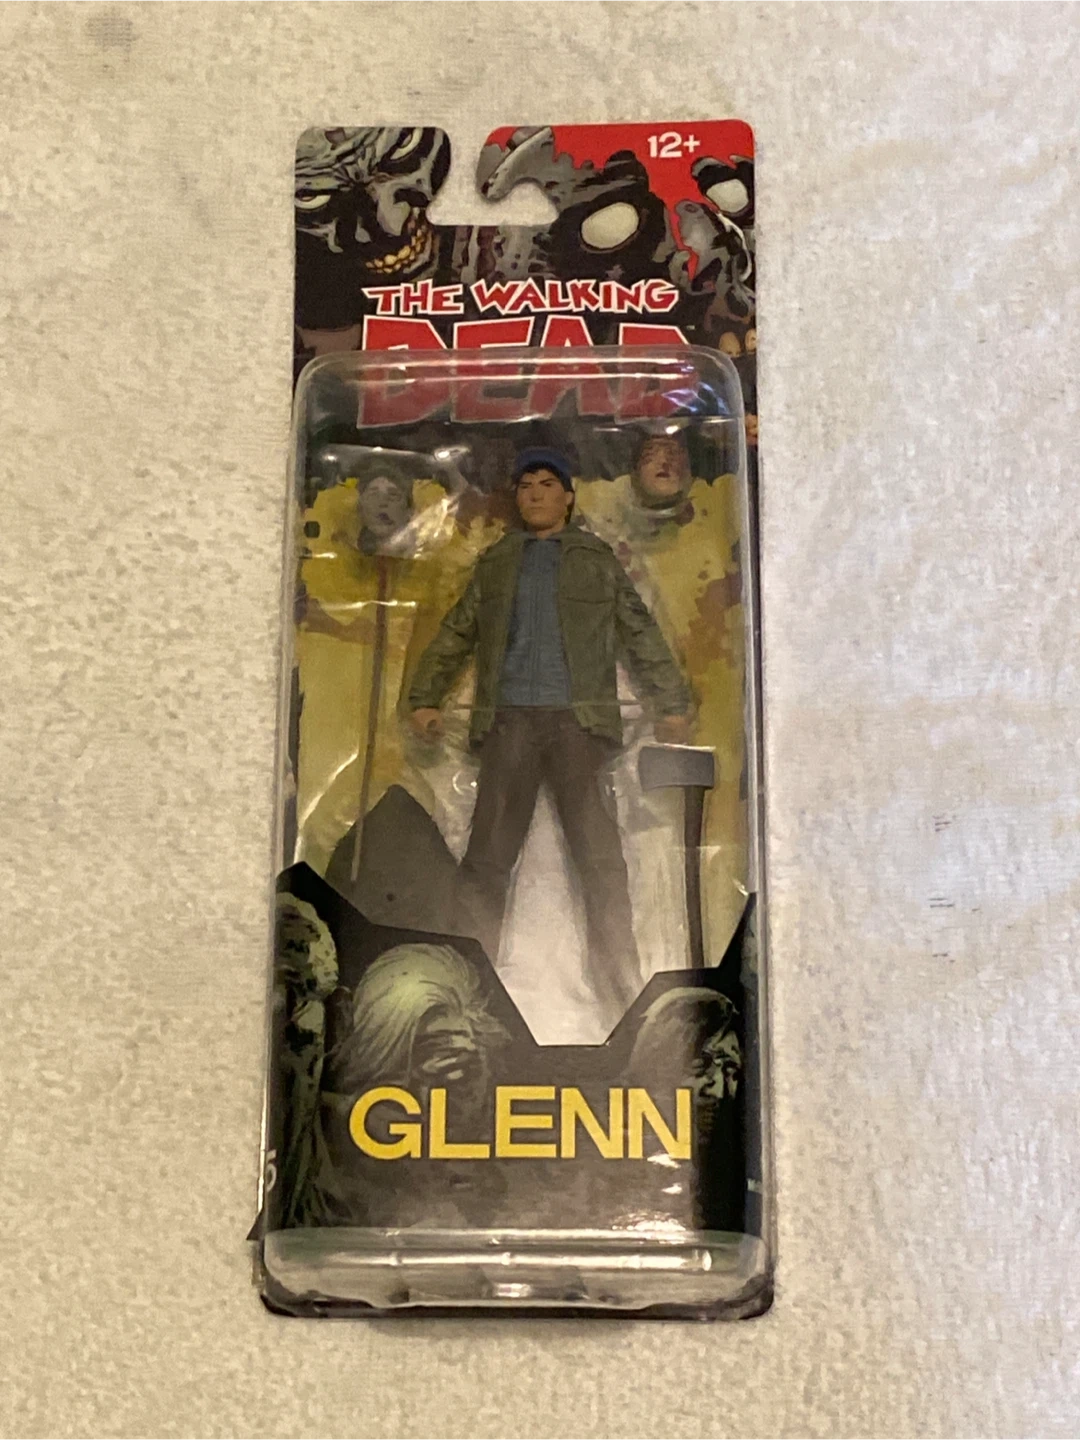 12+
THE WALKING
DEAD
GLENN